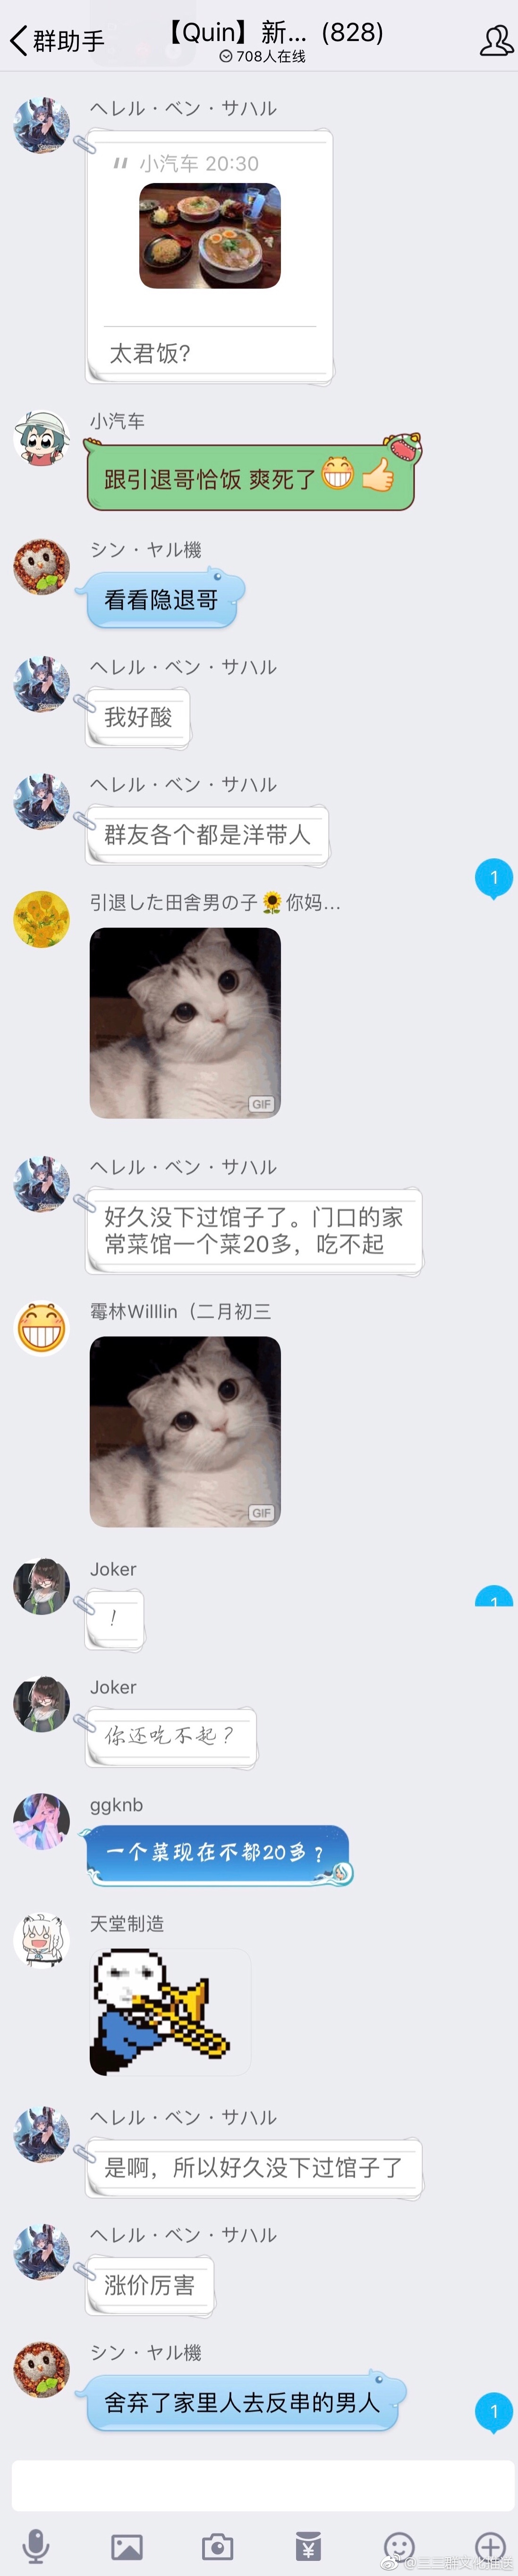 群助手
【Quin】新... (828)
708人在线
ヘレル・ベン・サハル
小汽车 20:30
太君饭?
小汽车
跟引退哥恰饭 爽死了😁👍
シン・ヤル機
看看隐退哥
ヘレル・ベン・サハル
我好酸
ヘレル・ベン・サハル
群友各个都是洋带人
1
引退した田舎男の子🌻你妈...
GIF
ヘレル・ベン・サハル
好久没下过馆子了。门口的家
常菜馆一个菜20多，吃不起
霉林Willlin（二月初三
GIF
Joker
！
1
Joker
你还吃不起？
ggknb
一个菜现在不都20多？
天堂制造
ヘレル・ベン・サハル
是啊，所以好久没下过馆子了
ヘレル・ベン・サハル
涨价厉害
シン・ヤル機
舍弃了家里人去反串的男人
1
@三三群文化推送